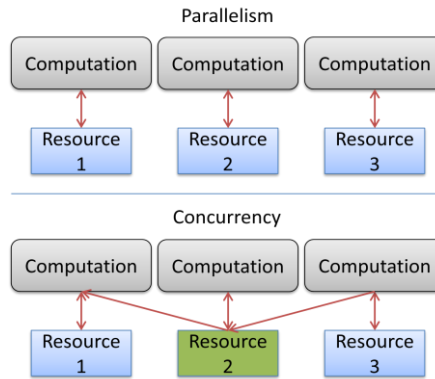 Parallelism
Computation Computation Computation
Resource Resource Resource
1 2 3
Concurrency
Computation Computation Computation
Resource Resource Resource
1 2 3